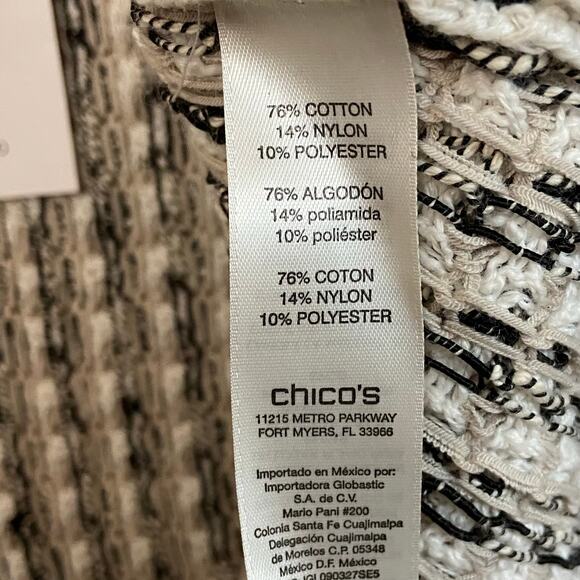 76% COTTON
14% NYLON
10% POLYESTER
76% ALGODÓN
14% poliamida
10% poliéster
76% COTON
14% NYLON
10% POLYESTER
chico's
11215 METRO PARKWAY
FORT MYERS, FL 33966
Importado en México por:
Importadora Globastic
S.A. de C.V.
Mario Pani #200
Colonia Santa Fe Cuajimalpa
Delegación Cuajimalpa
de Morelos C.P. 05348
México D.F. México